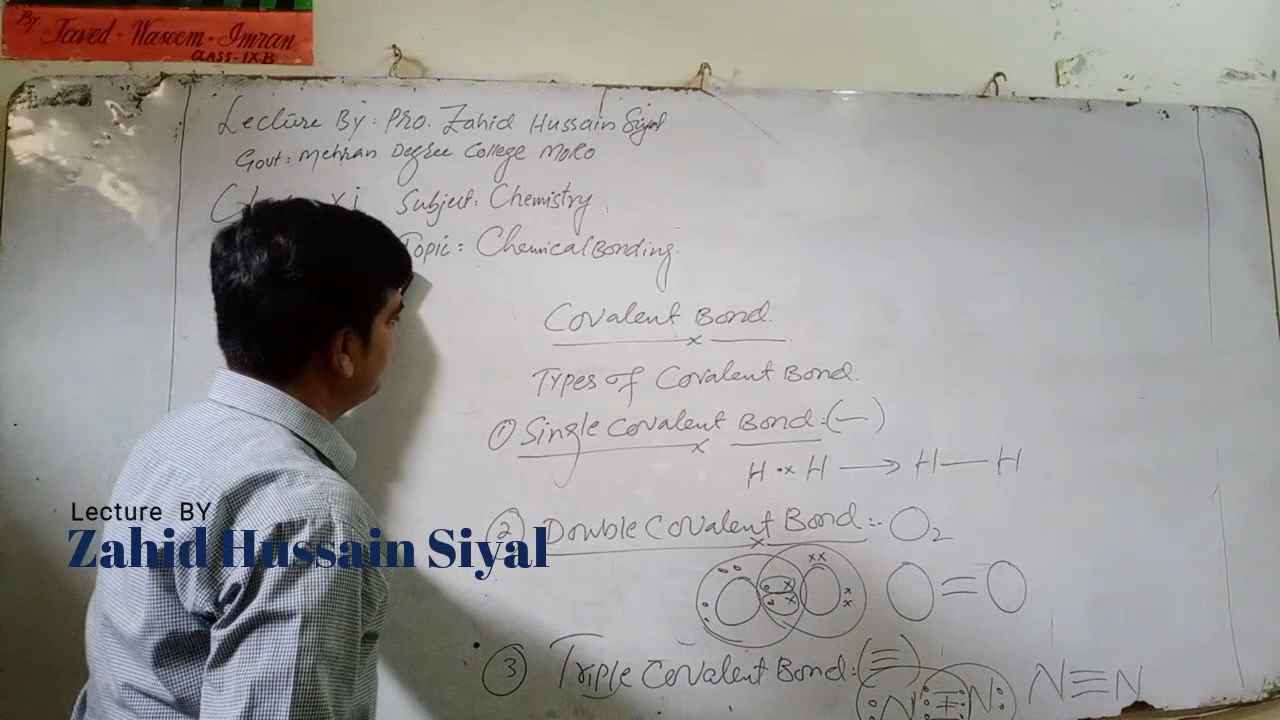 By
Javed - Waseem - Imran
CLASS-IX B
Lecture By: Pro. Zahid Hussain Siyal
Govt: Mehran Degree College Moro
xi Subject: Chemistry
Topic: Chemical Bonding.
Covalent Bond.
Types of Covalent Bond.
① Single Covalent Bond:(—)
H •x H ⟶ H—H
Lecture BY
Zahid Hussain Siyal
② Double Covalent Bond:- O₂
O=O
③ Triple Covalent Bond:(≡)
N N N≡N